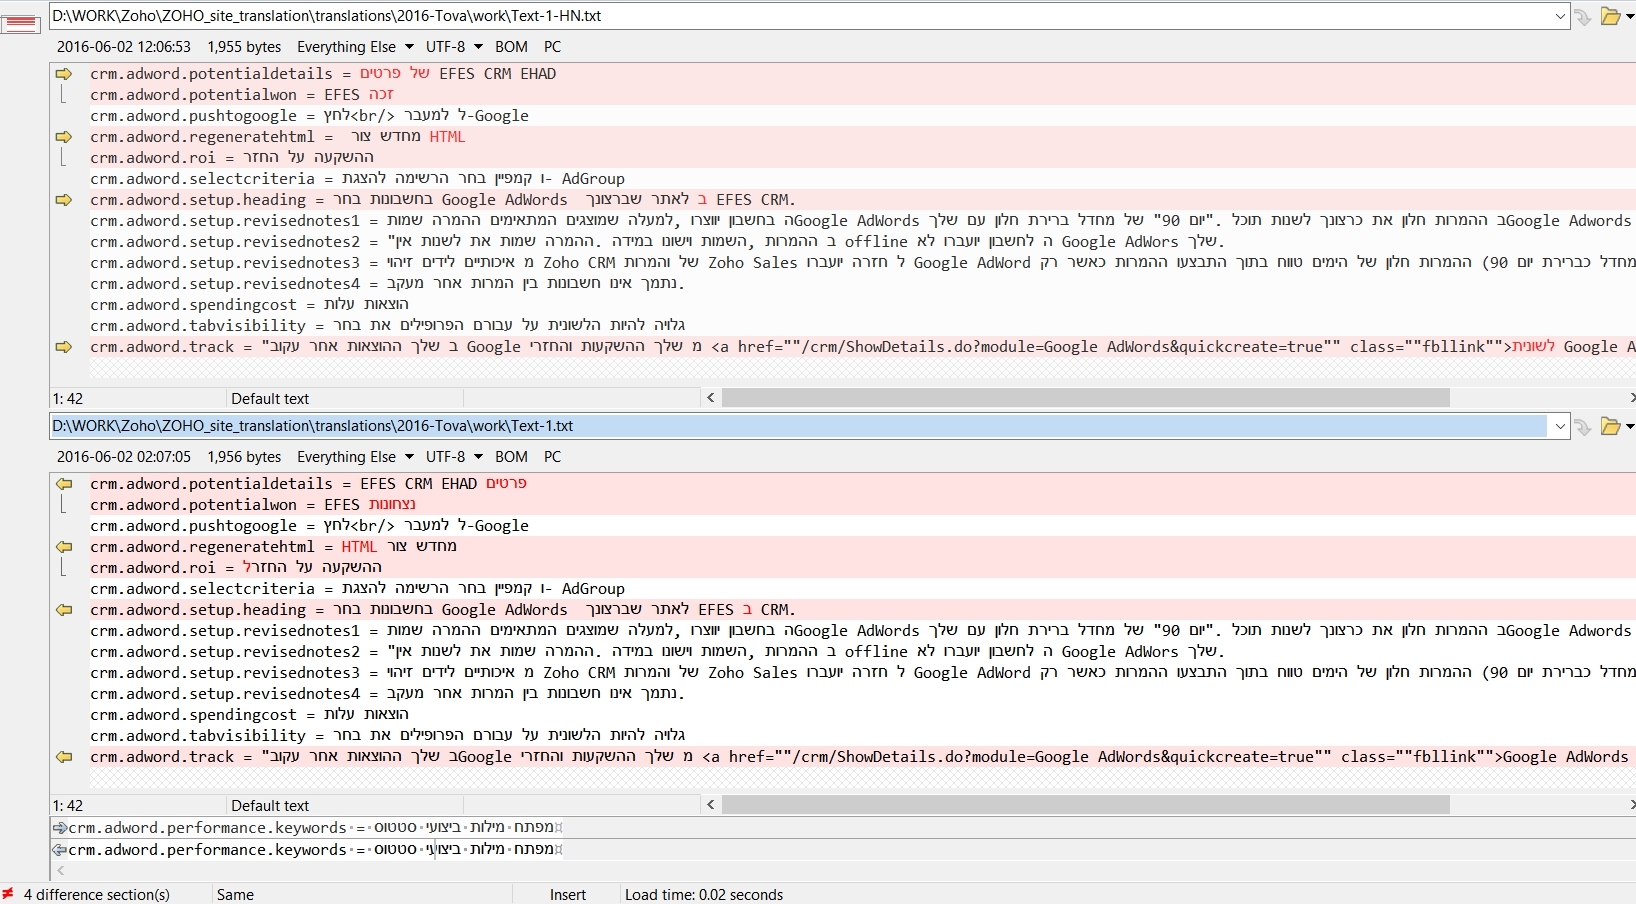 D:\WORK\Zoho\ZOHO_site_translation\translations\2016-Tova\work\Text-1-HN.txt
2016-06-02 12:06:53 1,955 bytes Everything Else UTF-8 BOM PC
crm.adword.potentialdetails = פרטים של EFES CRM EHAD
crm.adword.potentialwon = EFES זכה
crm.adword.pushtogoogle = לחץ<br/> למעבר ל-Google
crm.adword.regeneratehtml = צור מחדש HTML
crm.adword.roi = החזר על ההשקעה
crm.adword.selectcriteria = להצגת הרשימה בחר קמפיין ו- AdGroup
crm.adword.setup.heading = בחר בחשבונות Google AdWords שברצונך לאתר ב EFES CRM.
crm.adword.setup.revisednotes1 = שמות ההמרה המתאימים שמוצגים למעלה, יווצרו בחשבון הGoogle AdWords שלך עם חלון ברירת מחדל של "90 יום". תוכל לשנות כרצונך את חלון ההמרות בGoogle Adwords
crm.adword.setup.revisednotes2 = "אין לשנות את שמות ההמרה. במידה וישונו השמות, ההמרות ב offline לא יועברו לחשבון ה Google AdWors שלך.
crm.adword.setup.revisednotes3 = זיהוי לידים איכותיים מ Zoho CRM והמרות של Zoho Sales יועברו חזרה ל Google AdWord רק כאשר ההמרות התבצעו בתוך טווח הימים של חלון ההמרות (90 יום כברירת מחדל
crm.adword.setup.revisednotes4 = מעקב אחר המרות בין חשבונות אינו נתמך.
crm.adword.spendingcost = עלות הוצאות
crm.adword.tabvisibility = בחר את הפרופילים עבורם על הלשונית להיות גלויה
crm.adword.track = "עקוב אחר ההוצאות שלך ב Google והחזרי ההשקעות שלך מ <a href=""/crm/ShowDetails.do?module=Google AdWords&quickcreate=true"" class=""fbllink"">לשונית Google A
1: 42 Default text
D:\WORK\Zoho\ZOHO_site_translation\translations\2016-Tova\work\Text-1.txt
2016-06-02 02:07:05 1,956 bytes Everything Else UTF-8 BOM PC
crm.adword.potentialdetails = EFES CRM EHAD פרטים
crm.adword.potentialwon = EFES נצחונות
crm.adword.pushtogoogle = לחץ<br/> למעבר ל-Google
crm.adword.regeneratehtml = HTML צור מחדש
crm.adword.roi = להחזר על ההשקעה
crm.adword.selectcriteria = להצגת הרשימה בחר קמפיין ו- AdGroup
crm.adword.setup.heading = בחר בחשבונות Google AdWords שברצונך לאתר EFES ב CRM.
crm.adword.setup.revisednotes1 = שמות ההמרה המתאימים שמוצגים למעלה, יווצרו בחשבון הGoogle AdWords שלך עם חלון ברירת מחדל של "90 יום". תוכל לשנות כרצונך את חלון ההמרות בGoogle Adwords
crm.adword.setup.revisednotes2 = "אין לשנות את שמות ההמרה. במידה וישונו השמות, ההמרות ב offline לא יועברו לחשבון ה Google AdWors שלך.
crm.adword.setup.revisednotes3 = זיהוי לידים איכותיים מ Zoho CRM והמרות של Zoho Sales יועברו חזרה ל Google AdWord רק כאשר ההמרות התבצעו בתוך טווח הימים של חלון ההמרות (90 יום כברירת מחדל
crm.adword.setup.revisednotes4 = מעקב אחר המרות בין חשבונות אינו נתמך.
crm.adword.spendingcost = עלות הוצאות
crm.adword.tabvisibility = בחר את הפרופילים עבורם על הלשונית להיות גלויה
crm.adword.track = "עקוב אחר ההוצאות שלך בGoogle והחזרי ההשקעות שלך מ <a href=""/crm/ShowDetails.do?module=Google AdWords&quickcreate=true"" class=""fbllink"">Google AdWords
1: 42 Default text
crm.adword.performance.keywords·=·סטטוס·ביצועי·מילות·מפתח¤
crm.adword.performance.keywords·=·סטטוס·ביצועי·מילות·מפתח¤
4 difference section(s) Same Insert Load time: 0.02 seconds